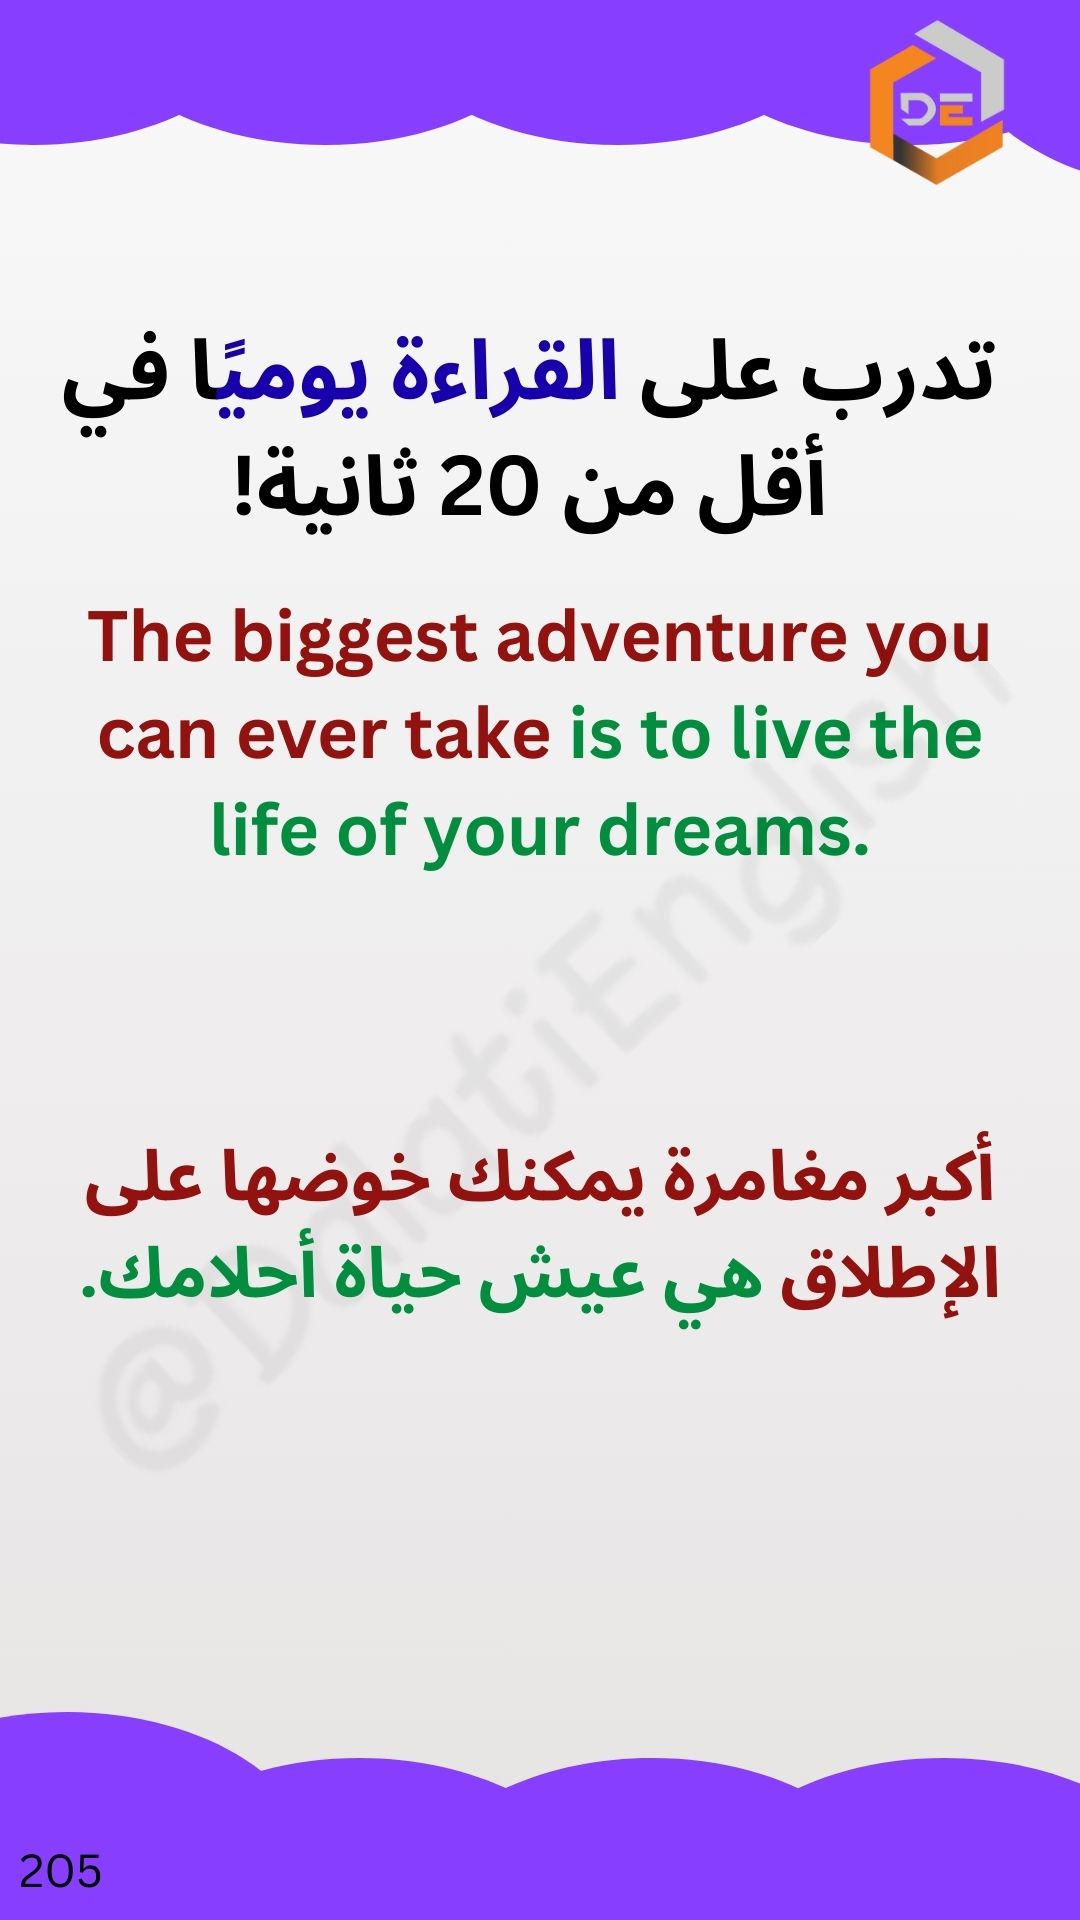 DE
تدرب على القراءة يوميًا في
أقل من 20 ثانية!
The biggest adventure you
can ever take is to live the
life of your dreams.
@DalatiEnglish
أكبر مغامرة يمكنك خوضها على
الإطلاق هي عيش حياة أحلامك.
205